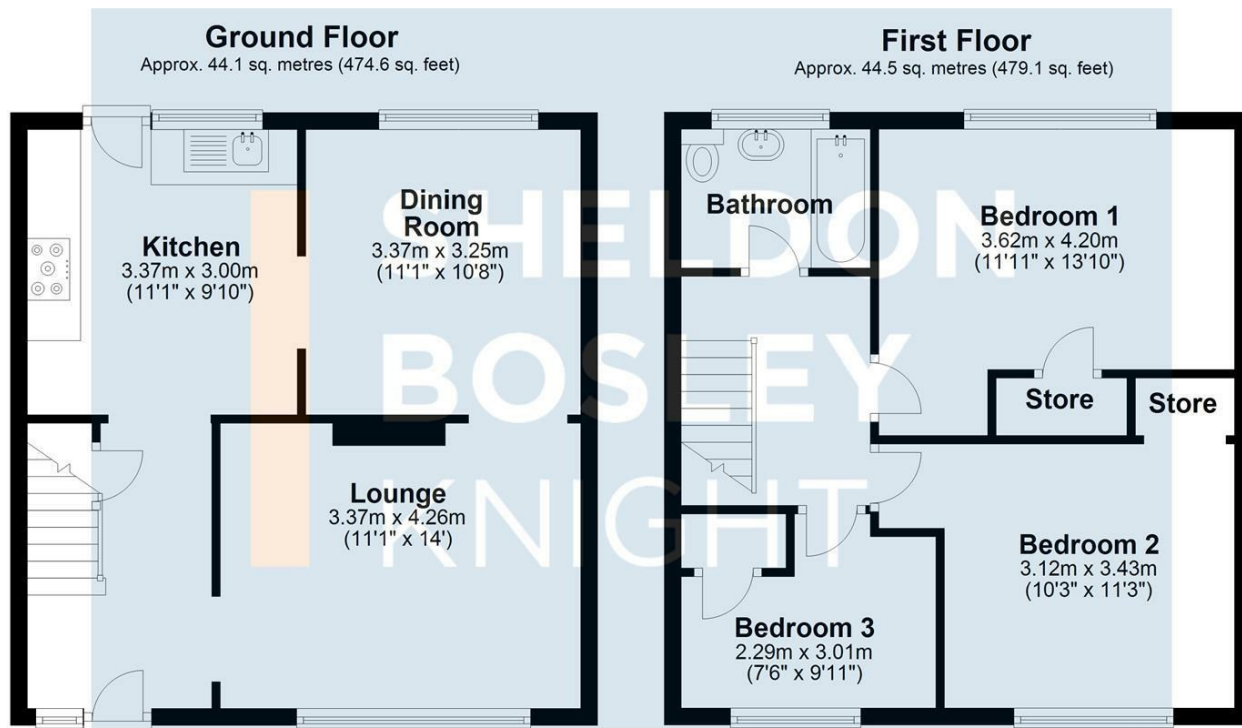 Ground Floor
Approx. 44.1 sq. metres (474.6 sq. feet)
Kitchen
3.37m x 3.00m
(11'1" x 9'10")
Dining
Room
3.37m x 3.25m
(11'1" x 10'8")
Lounge
3.37m x 4.26m
(11'1" x 14')
First Floor
Approx. 44.5 sq. metres (479.1 sq. feet)
Bathroom
Bedroom 1
3.62m x 4.20m
(11'11" x 13'10")
Store
Store
Bedroom 2
3.12m x 3.43m
(10'3" x 11'3")
Bedroom 3
2.29m x 3.01m
(7'6" x 9'11")
SHELDON
BOSLEY
KNIGHT